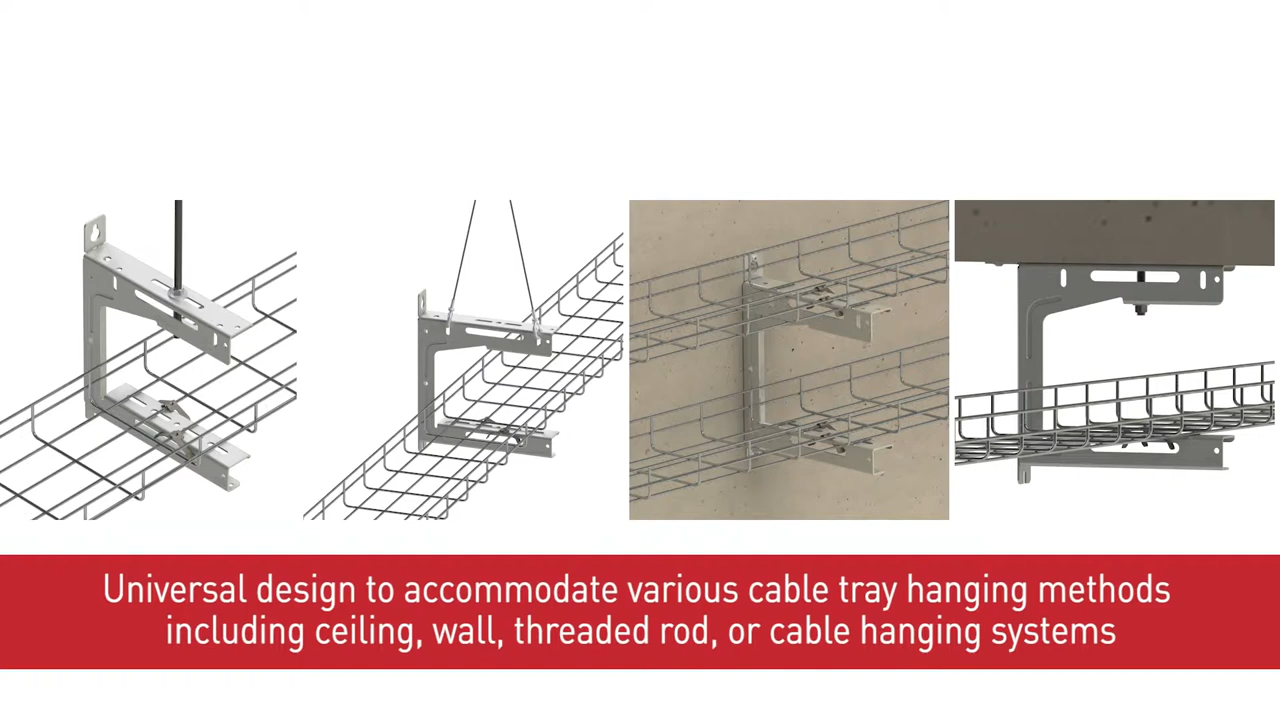 Universal design to accommodate various cable tray hanging methods
including ceiling, wall, threaded rod, or cable hanging systems